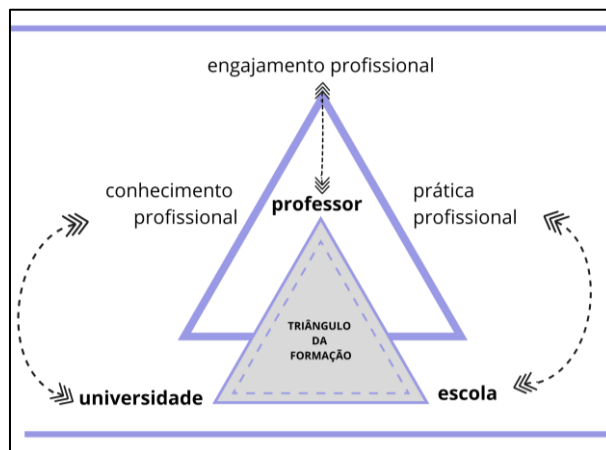 engajamento profissional
conhecimento
profissional
prática
profissional
professor
TRIÂNGULO
DA
FORMAÇÃO
universidade
escola